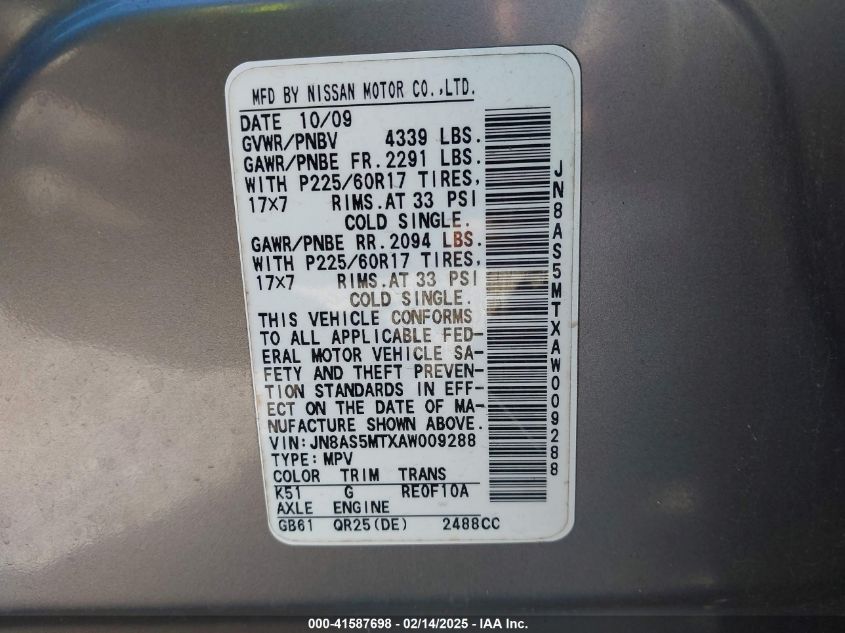 MFD BY NISSAN MOTOR CO.,LTD.
DATE 10/09
GVWR/PNBV 4339 LBS.
GAWR/PNBE FR.2291 LBS.
WITH P225/60R17 TIRES,
17×7 RIMS.AT 33 PSI
COLD SINGLE.
GAWR/PNBE RR.2094 LBS.
WITH P225/60R17 TIRES,
17×7 RIMS.AT 33 PSI
COLD SINGLE.
THIS VEHICLE CONFORMS
TO ALL APPLICABLE FED-
ERAL MOTOR VEHICLE SA-
FETY AND THEFT PREVEN-
TION STANDARDS IN EFF-
ECT ON THE DATE OF MA-
NUFACTURE SHOWN ABOVE.
VIN:JN8AS5MTXAW009288
TYPE:MPV
COLOR TRIM TRANS
K51 G RE0F10A
AXLE ENGINE
GB61 QR25(DE) 2488CC
JN8AS5MTXAW009288
000-41587698 - 02/14/2025 - IAA Inc.